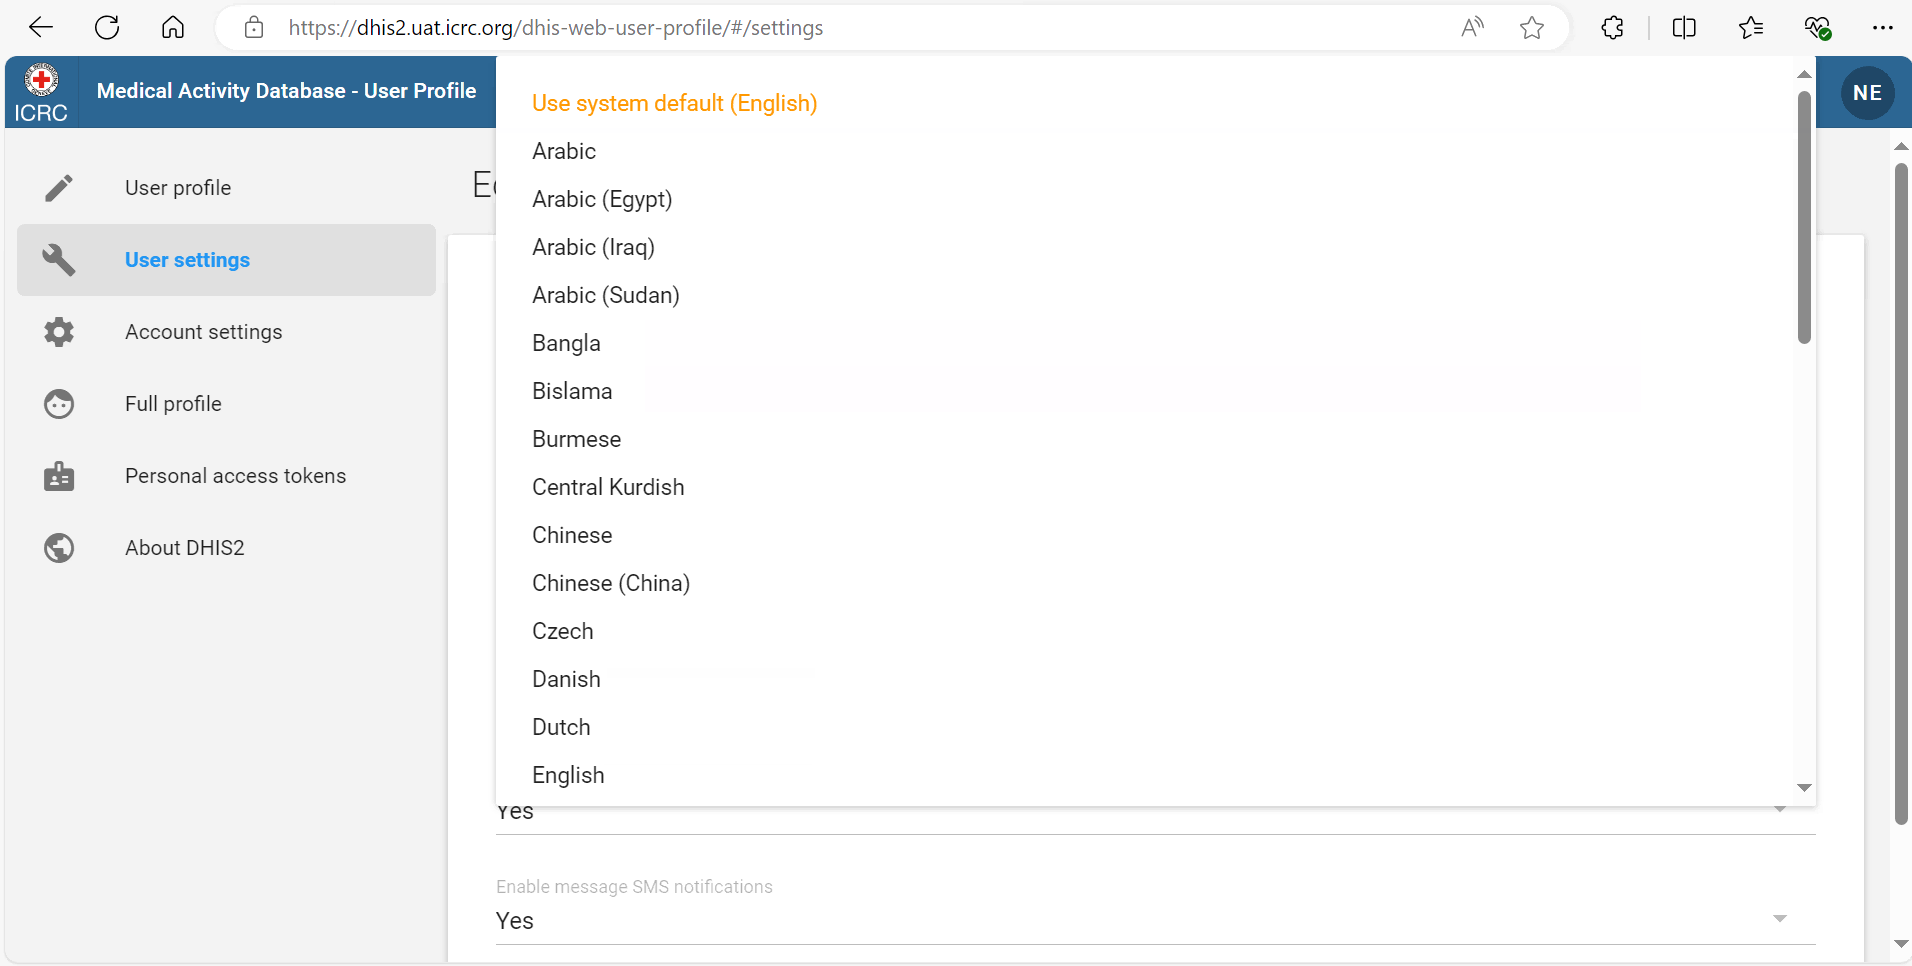 https://dhis2.uat.icrc.org/dhis-web-user-profile/#/settings
ICRC
Medical Activity Database - User Profile
NE
User profile
User settings
Account settings
Full profile
Personal access tokens
About DHIS2
Use system default (English)
Arabic
Arabic (Egypt)
Arabic (Iraq)
Arabic (Sudan)
Bangla
Bislama
Burmese
Central Kurdish
Chinese
Chinese (China)
Czech
Danish
Dutch
English
Yes
Enable message SMS notifications
Yes